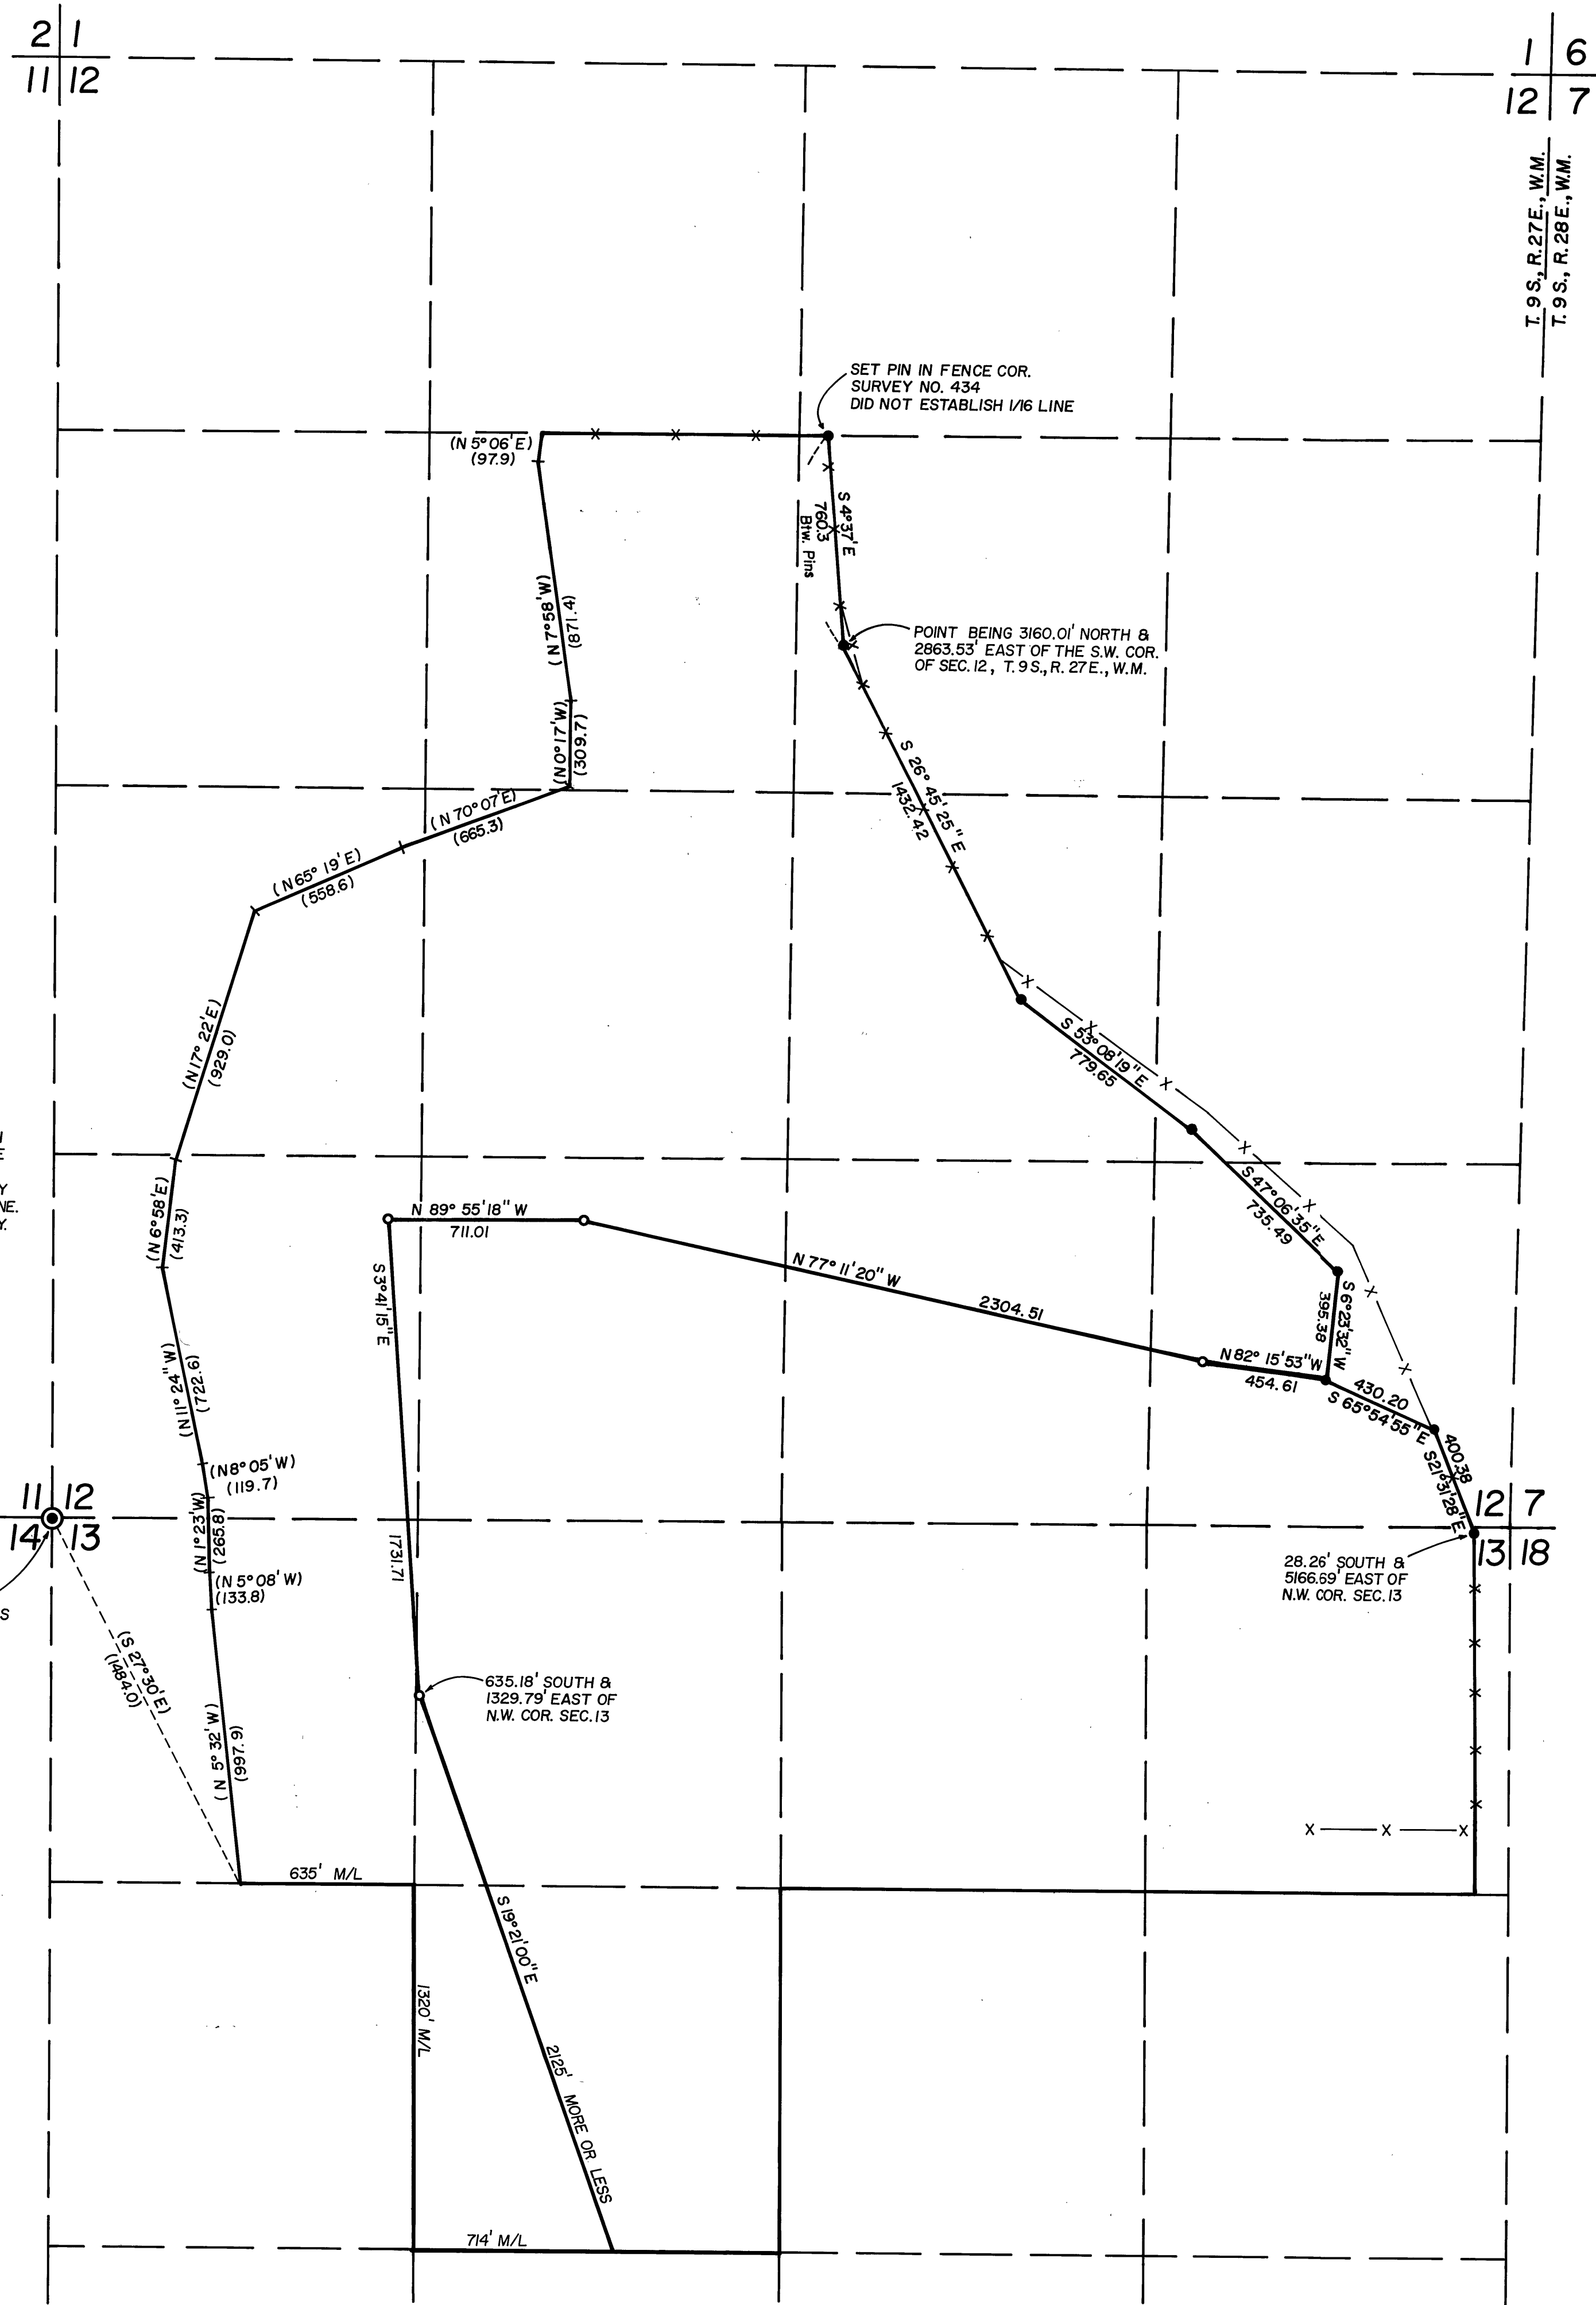 2 1
11 12
1 6
12 7
T. 9 S., R. 27 E., W.M.
T. 9 S., R. 28 E., W.M.
SET PIN IN FENCE COR.
SURVEY NO. 434
DID NOT ESTABLISH 1/16 LINE
(N 5° 06' E)
(97.9)
S 4° 37' E
760.3
Btw. Pins
(N 7° 58' W)
(871.4)
POINT BEING 3160.01' NORTH &
2863.53' EAST OF THE S.W. COR.
OF SEC. 12, T. 9 S., R. 27 E., W.M.
(N 0° 17' W)
(309.7)
S 26° 45' 25" E
1432.42
(N 70° 07' E)
(665.3)
(N 65° 19' E)
(558.6)
(N 17° 22' E)
(929.0)
S 53° 08' 19" E
779.65
Y
NE.
Y.
(N 6° 58' E)
(413.3)
S 47° 06' 35" E
735.49
N 89° 55' 18" W
711.01
S 3° 41' 15" E
1731.71
N 77° 11' 20" W
2304.51
S 6° 23' 32" W
395.38
N 82° 15' 53" W
454.61
430.20
S 65° 54' 55" E
400.38
S 21° 31' 28" E
(N 11° 24" W)
(722.6)
(N 8° 05' W)
(119.7)
11 12
14 13
(N 1° 23' W)
(265.8)
12 7
13 18
28.26' SOUTH &
5166.69' EAST OF
N.W. COR. SEC. 13
(N 5° 08' W)
(133.8)
S
(S 27° 30' E)
(1484.0)
635.18' SOUTH &
1329.79' EAST OF
N.W. COR. SEC. 13
(N 5° 32' W)
(997.9)
635' M/L
S 19° 21' 00" E
1320' M/L
2125' MORE OR LESS
714' M/L